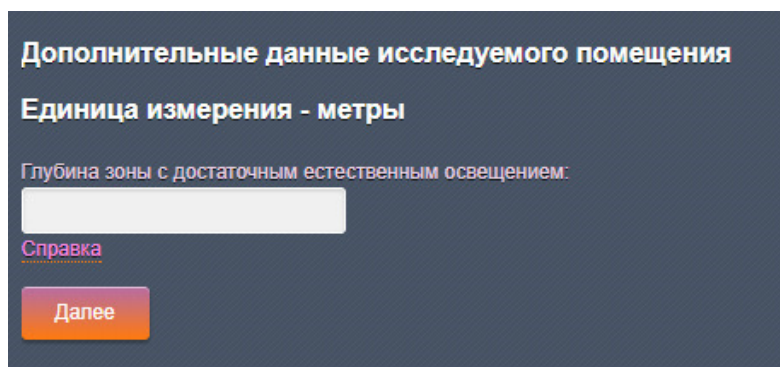 Дополнительные данные исследуемого помещения
Единица измерения - метры
Глубина зоны с достаточным естественным освещением:
Справка
Далее